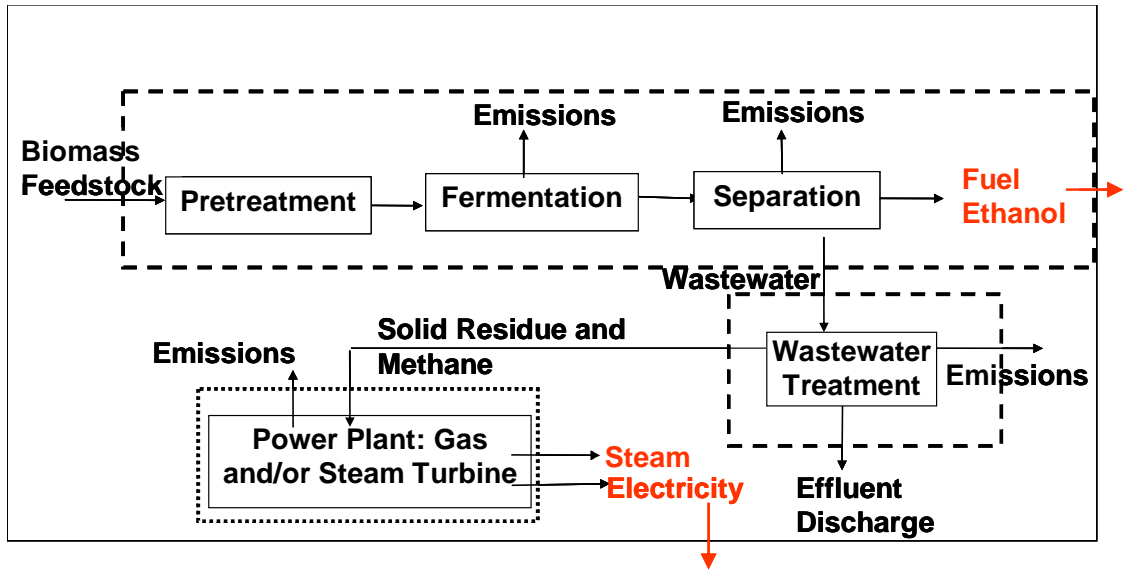 Emissions
Emissions
Biomass
Feedstock
Pretreatment
Fermentation
Separation
Fuel
Ethanol
Wastewater
Solid Residue and
Methane
Emissions
Wastewater
Treatment
Emissions
Power Plant: Gas
and/or Steam Turbine
Steam
Electricity
Effluent
Discharge